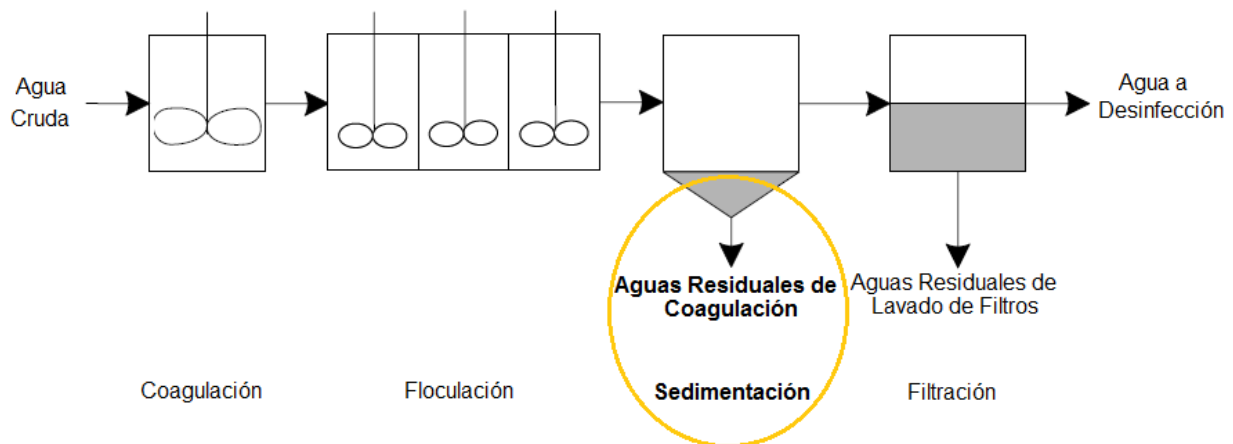 Agua
Cruda
Agua a
Desinfección
Aguas Residuales de
Coagulación
Aguas Residuales de
Lavado de Filtros
Coagulación
Floculación
Sedimentación
Filtración